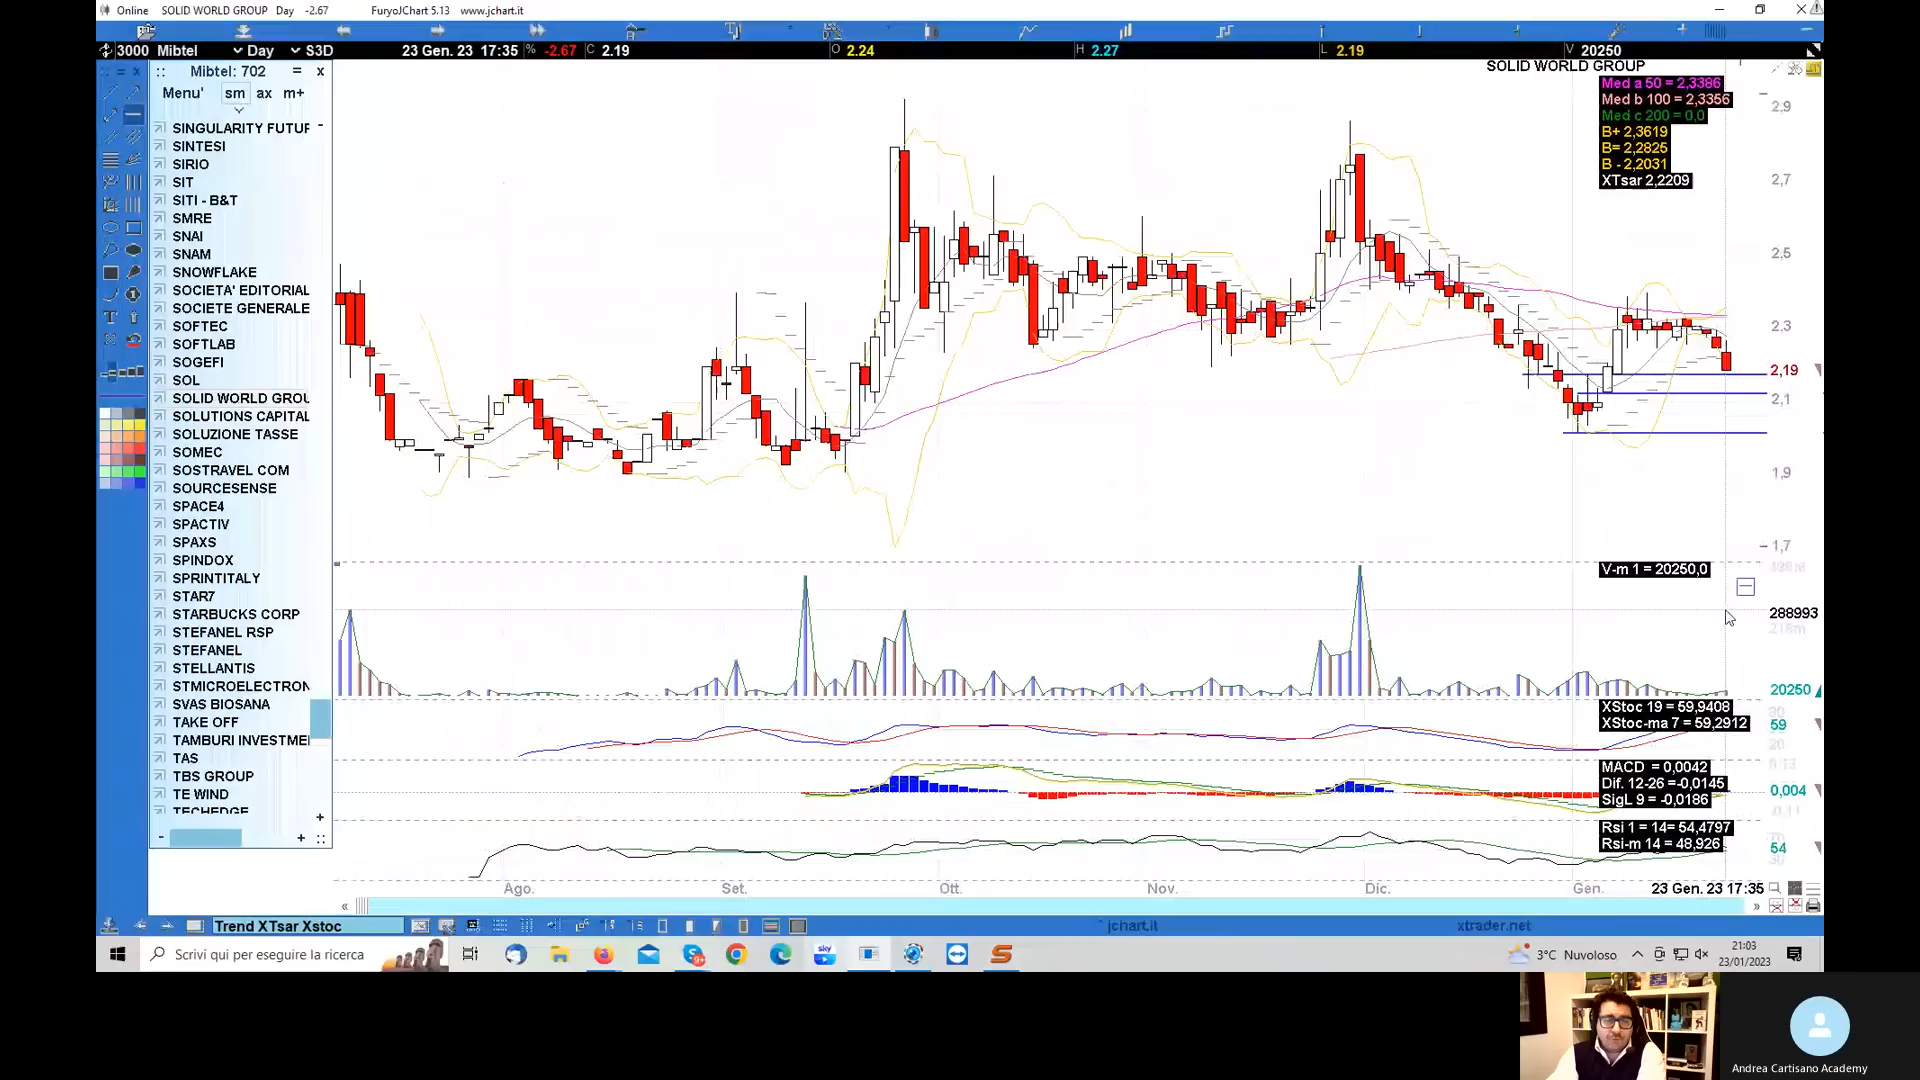 Online SOLID WORLD GROUP Day -2.67 FuryoJChart 5.13 www.jchart.it
3000 Mibtel Day S3D 23 Gen. 23 17:35 % -2.67 C 2.19 O 2.24 H 2.27 L 2.19 V 20250
Mibtel: 702 = x
Menu' sm ax m+
SINGULARITY FUTUR
SINTESI
SIRIO
SIT
SITI - B&T
SMRE
SNAI
SNAM
SNOWFLAKE
SOCIETA' EDITORIAL
SOCIETE GENERALE
SOFTEC
SOFTLAB
SOGEFI
SOL
SOLID WORLD GROU
SOLUTIONS CAPITAL
SOLUZIONE TASSE
SOMEC
SOSTRAVEL COM
SOURCESENSE
SPACE4
SPACTIV
SPAXS
SPINDOX
SPRINTITALY
STAR7
STARBUCKS CORP
STEFANEL RSP
STEFANEL
STELLANTIS
STMICROELECTRON
SVAS BIOSANA
TAKE OFF
TAMBURI INVESTME
TAS
TBS GROUP
TE WIND
TECHEDGE
SOLID WORLD GROUP
Med a 50 = 2,3386
Med b 100 = 2,3356
Med c 200 = 0,0
B+ 2,3619
B= 2,2825
B - 2,2031
XTsar 2,2209
2,9
2,7
2,5
2,3
2,19
2,1
1,9
1,7
V-m 1 = 20250,0
288993
218m
20250
XStoc 19 = 59,9408
XStoc-ma 7 = 59,2912
59
20
MACD = 0,0042
Dif. 12-26 =-0,0145
SigL 9 = -0,0186
0,004
Rsi 1 = 14= 54,4797
Rsi-m 14 = 48,926
54
Ago. Set. Ott. Nov. Dic. Gen. 23 Gen. 23 17:35
Trend XTsar Xstoc jchart.it xtrader.net
Scrivi qui per eseguire la ricerca
sky
3°C Nuvoloso
21:03
23/01/2023
Andrea Cartisano Academy